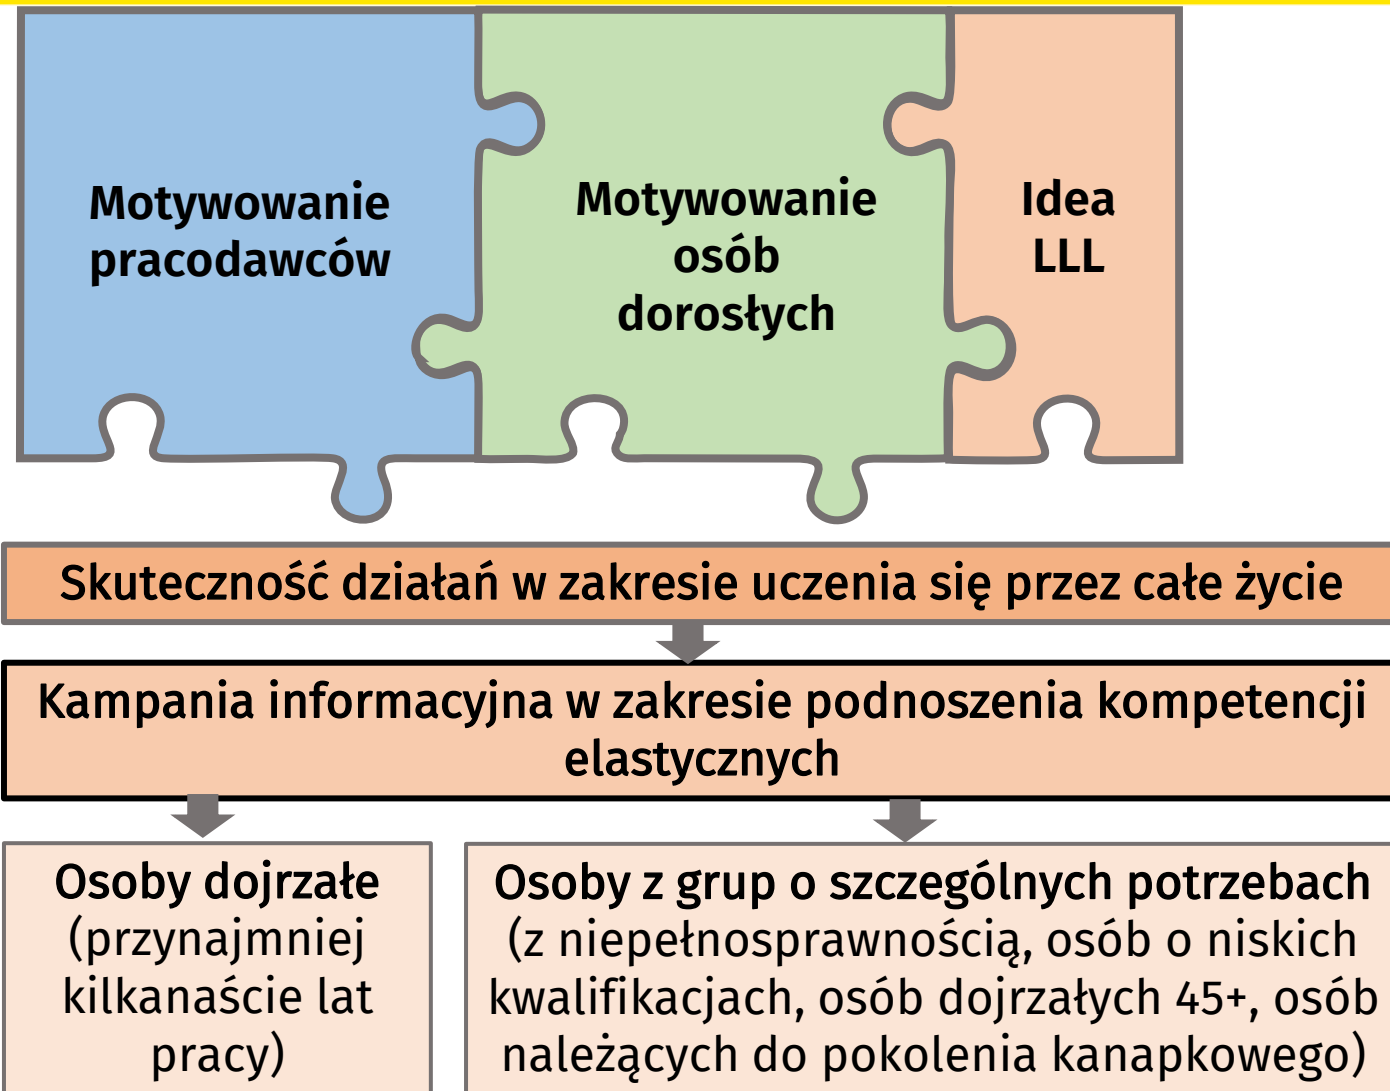 Motywowanie
pracodawców
Motywowanie
osób
dorosłych
Idea
LLL
Skuteczność działań w zakresie uczenia się przez całe życie
Kampania informacyjna w zakresie podnoszenia kompetencji
elastycznych
Osoby dojrzałe
(przynajmniej
kilkanaście lat
pracy)
Osoby z grup o szczególnych potrzebach
(z niepełnosprawnością, osób o niskich
kwalifikacjach, osób dojrzałych 45+, osób
należących do pokolenia kanapkowego)